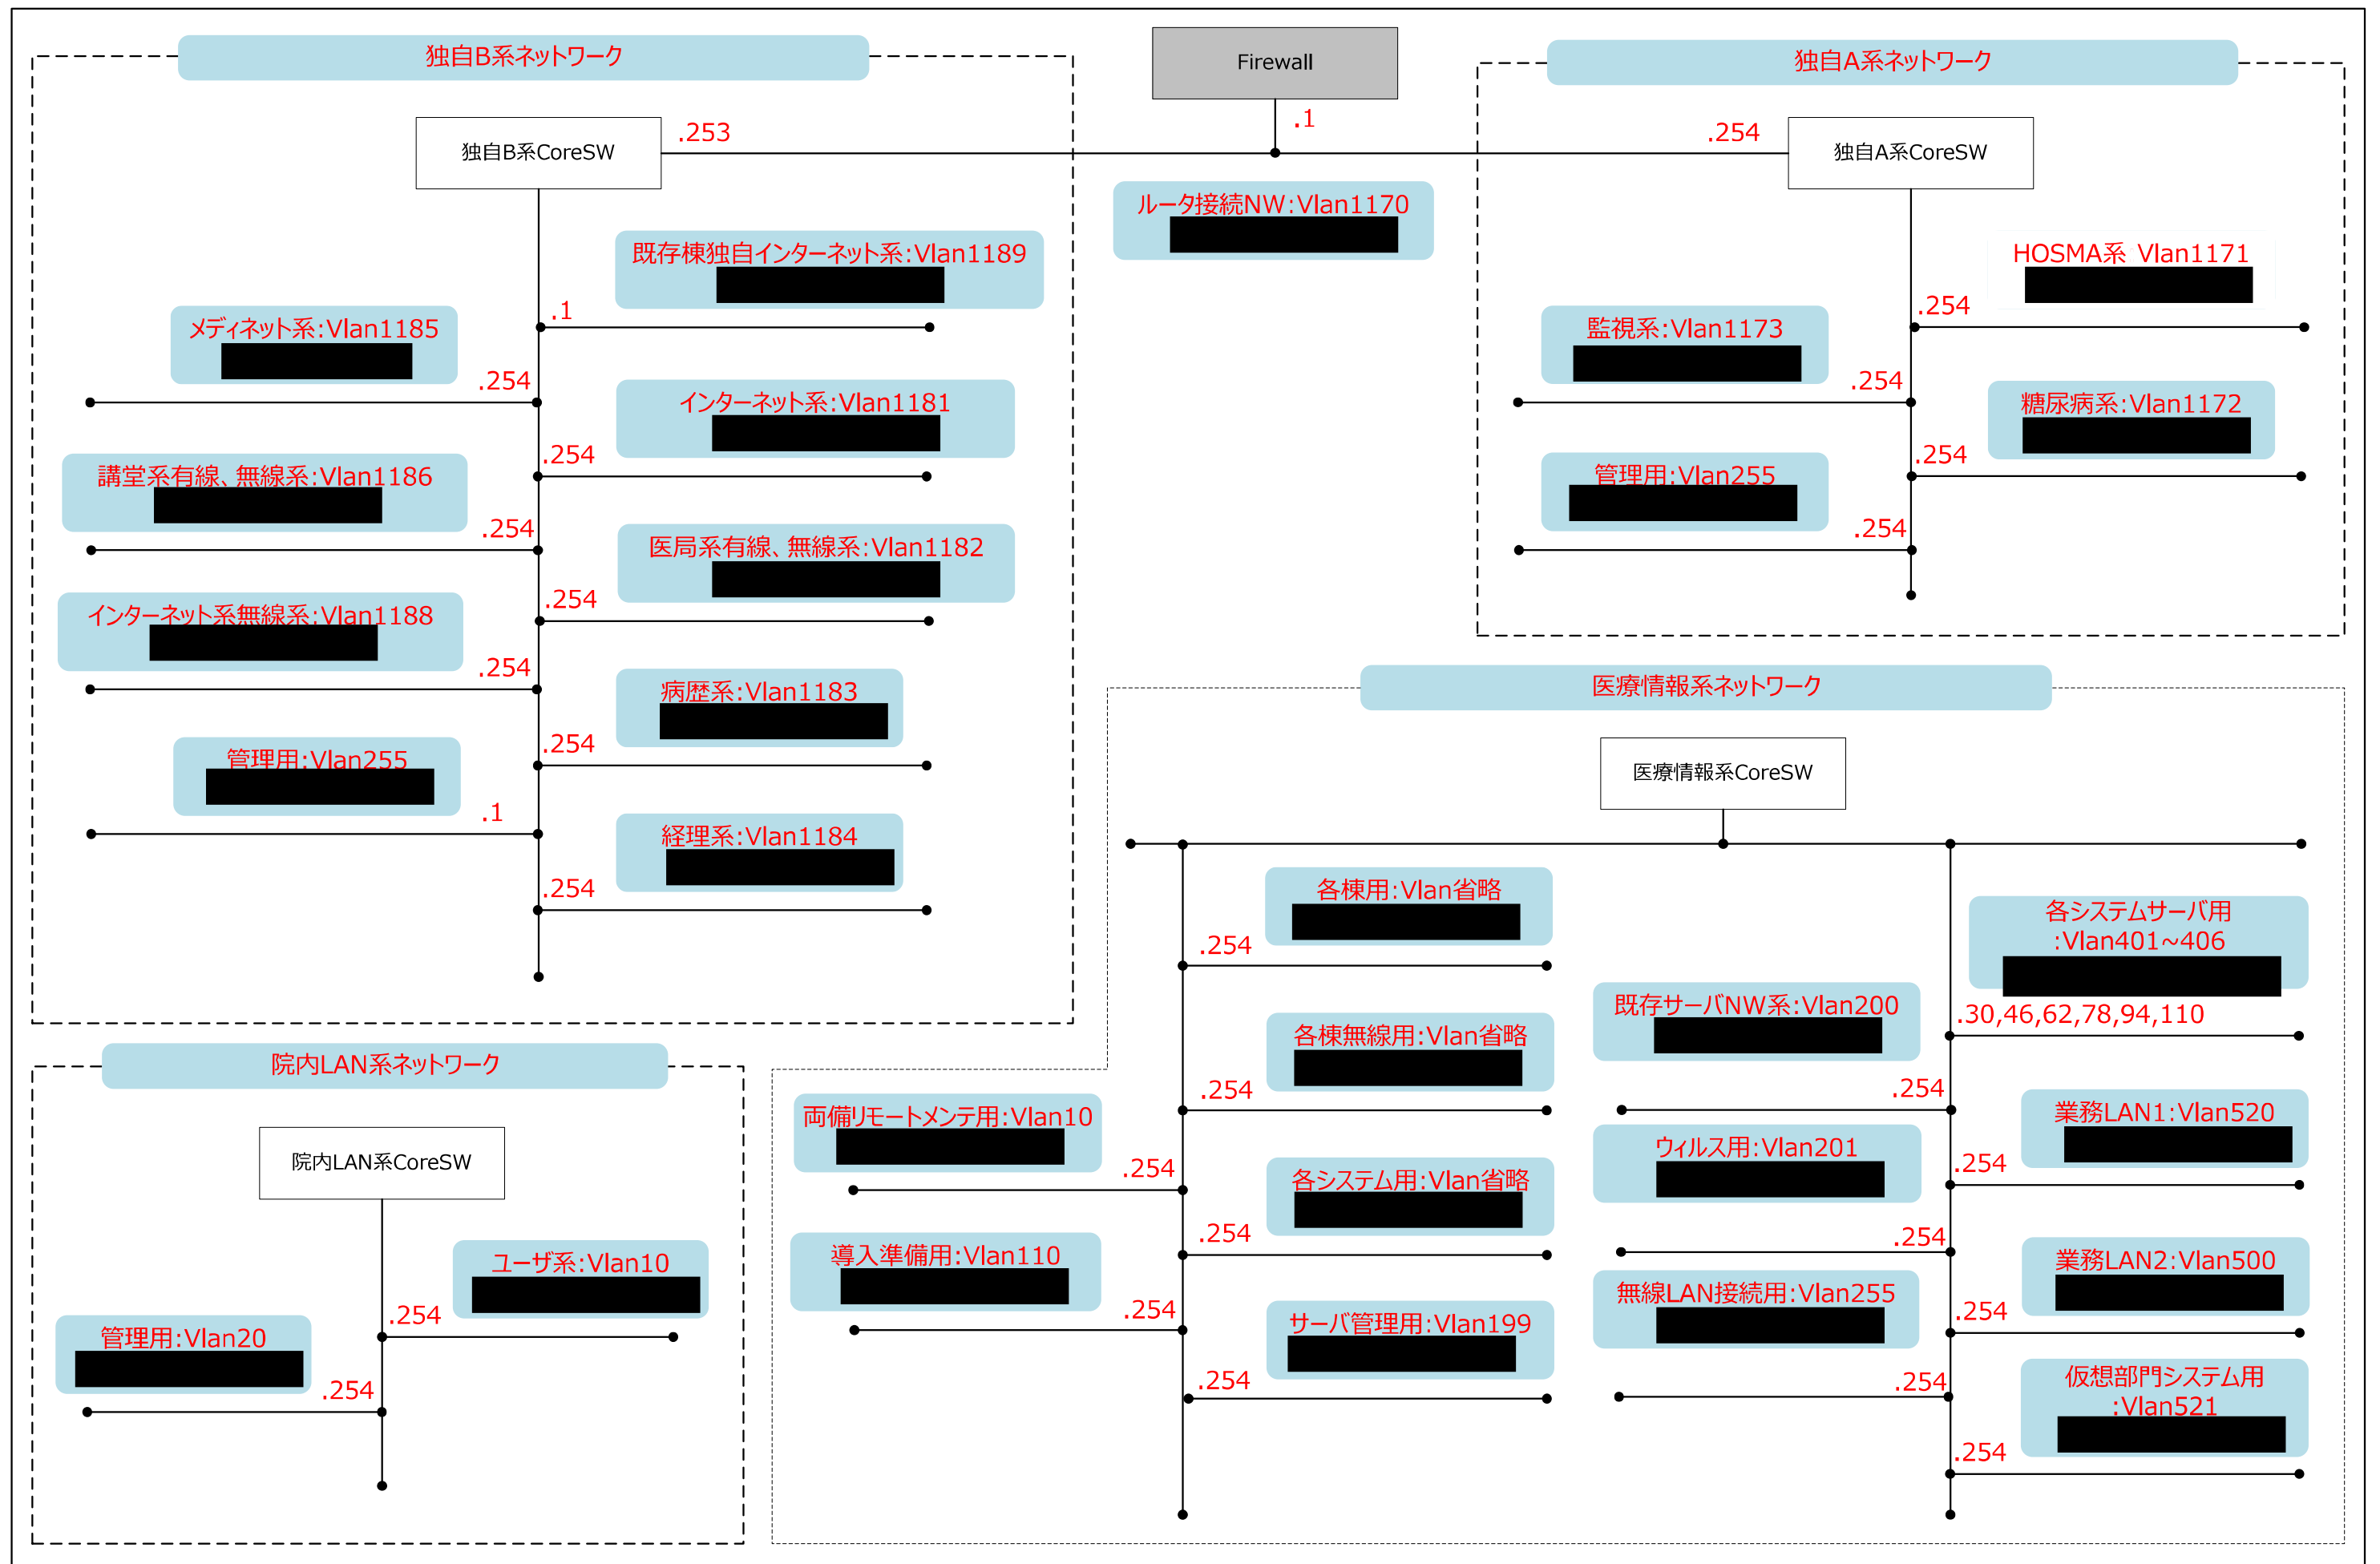 独自B系ネットワーク
独自B系CoreSW
.253
既存棟独自インターネット系:Vlan1189
.1
メディネット系:Vlan1185
.254
インターネット系:Vlan1181
.254
講堂系有線、無線系:Vlan1186
.254
医局系有線、無線系:Vlan1182
.254
インターネット系無線系:Vlan1188
.254
病歴系:Vlan1183
.254
管理用:Vlan255
.1
経理系:Vlan1184
.254
Firewall
.1
ルータ接続NW:Vlan1170
独自A系ネットワーク
.254
独自A系CoreSW
HOSMA系:Vlan1171
.254
監視系:Vlan1173
.254
糖尿病系:Vlan1172
.254
管理用:Vlan255
.254
院内LAN系ネットワーク
院内LAN系CoreSW
ユーザ系:Vlan10
.254
管理用:Vlan20
.254
医療情報系ネットワーク
医療情報系CoreSW
各棟用:Vlan省略
.254
各棟無線用:Vlan省略
.254
両備リモートメンテ用:Vlan10
.254
各システム用:Vlan省略
.254
導入準備用:Vlan110
.254
サーバ管理用:Vlan199
.254
各システムサーバ用
:Vlan401~406
.30,46,62,78,94,110
既存サーバNW系:Vlan200
.254
業務LAN1:Vlan520
.254
ウィルス用:Vlan201
.254
業務LAN2:Vlan500
.254
無線LAN接続用:Vlan255
.254
仮想部門システム用
:Vlan521
.254